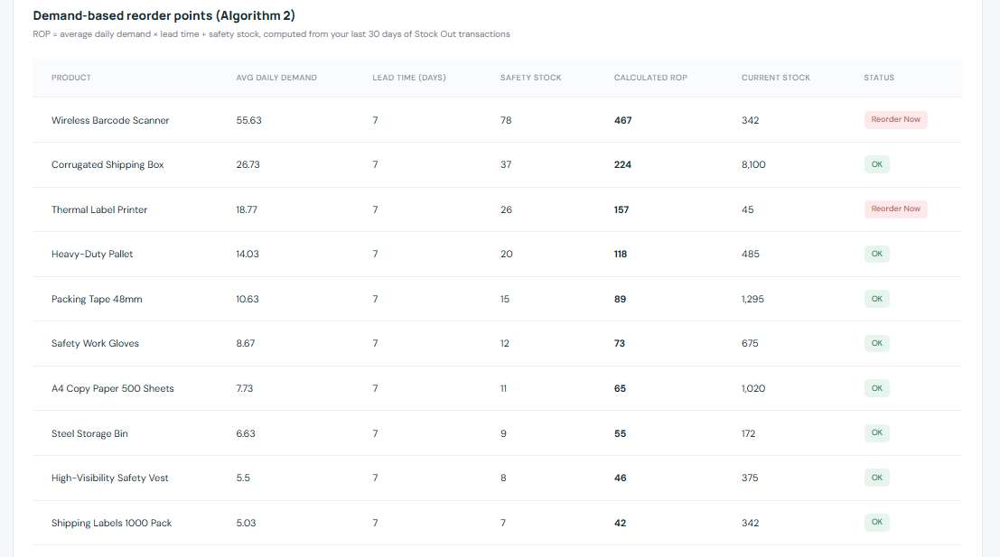 Demand-based reorder points (Algorithm 2)
ROP = average daily demand × lead time + safety stock, computed from your last 30 days of Stock Out transactions
PRODUCT AVG DAILY DEMAND LEAD TIME (DAYS) SAFETY STOCK CALCULATED ROP CURRENT STOCK STATUS
Wireless Barcode Scanner 55.63 7 78 467 342 Reorder Now
Corrugated Shipping Box 26.73 7 37 224 8,100 OK
Thermal Label Printer 18.77 7 26 157 45 Reorder Now
Heavy-Duty Pallet 14.03 7 20 118 485 OK
Packing Tape 48mm 10.63 7 15 89 1,295 OK
Safety Work Gloves 8.67 7 12 73 675 OK
A4 Copy Paper 500 Sheets 7.73 7 11 65 1,020 OK
Steel Storage Bin 6.63 7 9 55 172 OK
High-Visibility Safety Vest 5.5 7 8 46 375 OK
Shipping Labels 1000 Pack 5.03 7 7 42 342 OK